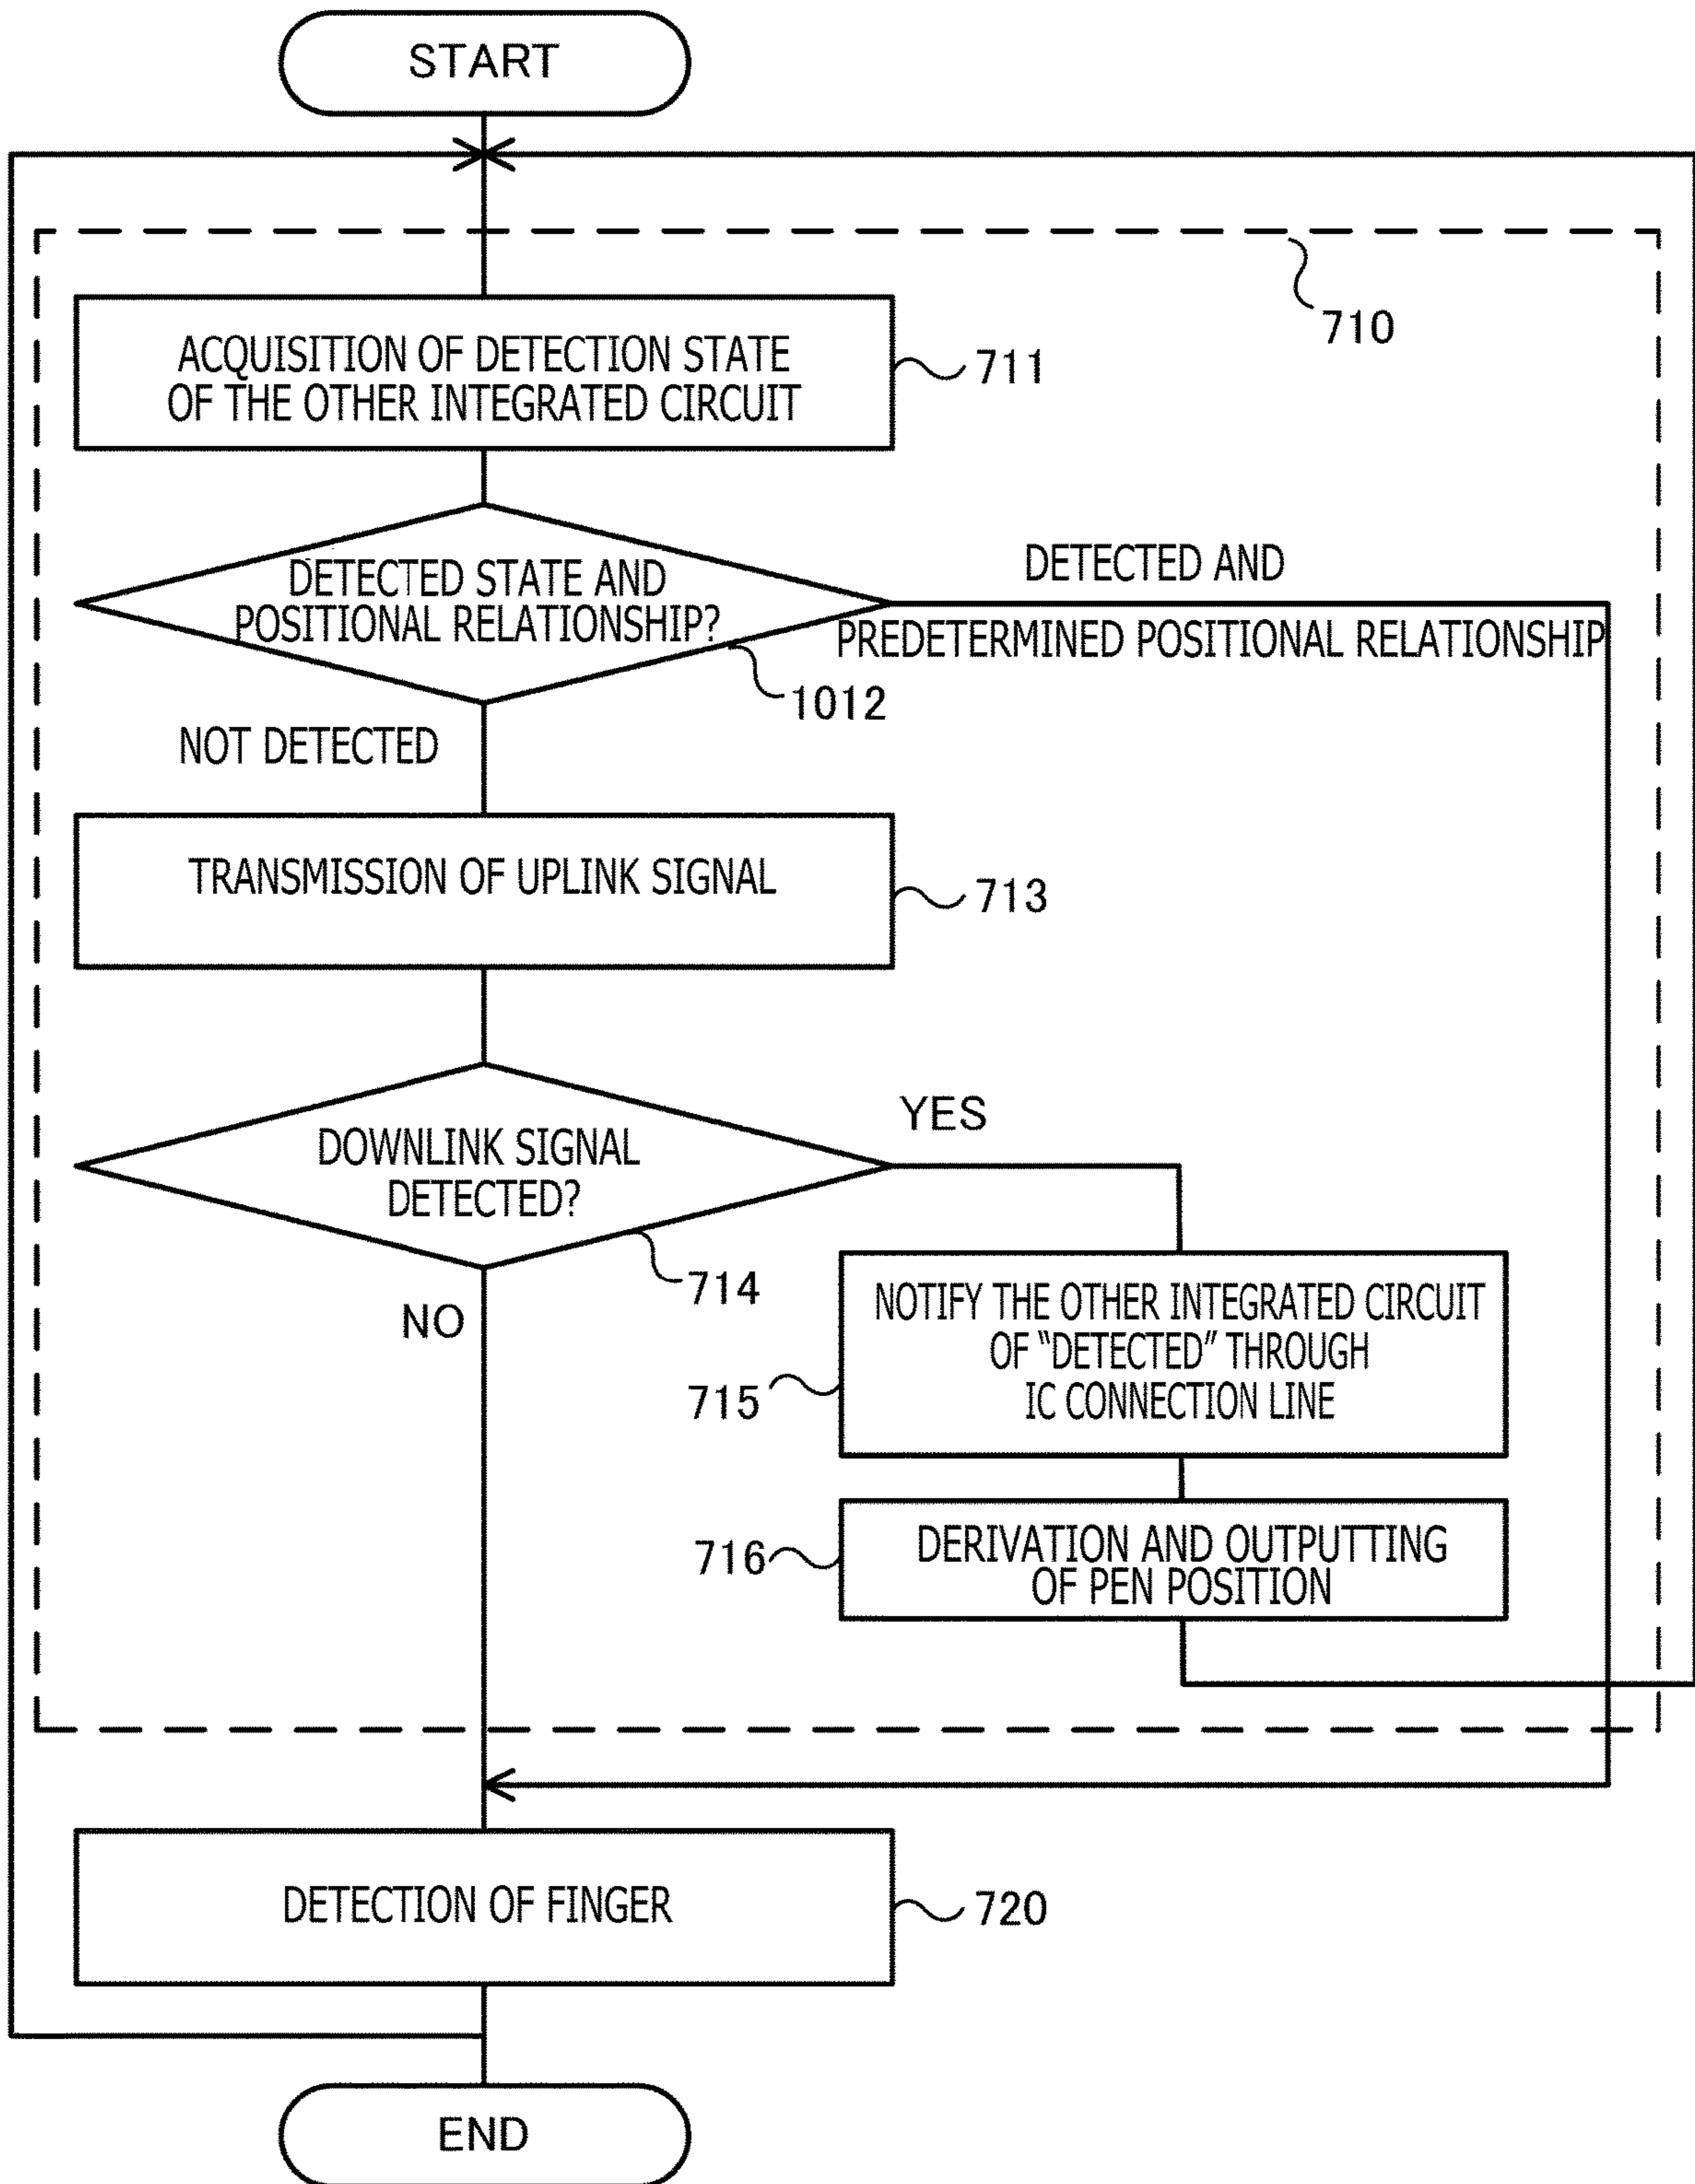 START
710
ACQUISITION OF DETECTION STATE
OF THE OTHER INTEGRATED CIRCUIT
711
DETECTED STATE AND
POSITIONAL RELATIONSHIP?
1012
DETECTED AND
PREDETERMINED POSITIONAL RELATIONSHIP
NOT DETECTED
TRANSMISSION OF UPLINK SIGNAL
713
DOWNLINK SIGNAL
DETECTED?
714
YES
NO
NOTIFY THE OTHER INTEGRATED CIRCUIT
OF “DETECTED” THROUGH
IC CONNECTION LINE
715
DERIVATION AND OUTPUTTING
OF PEN POSITION
716
DETECTION OF FINGER
720
END